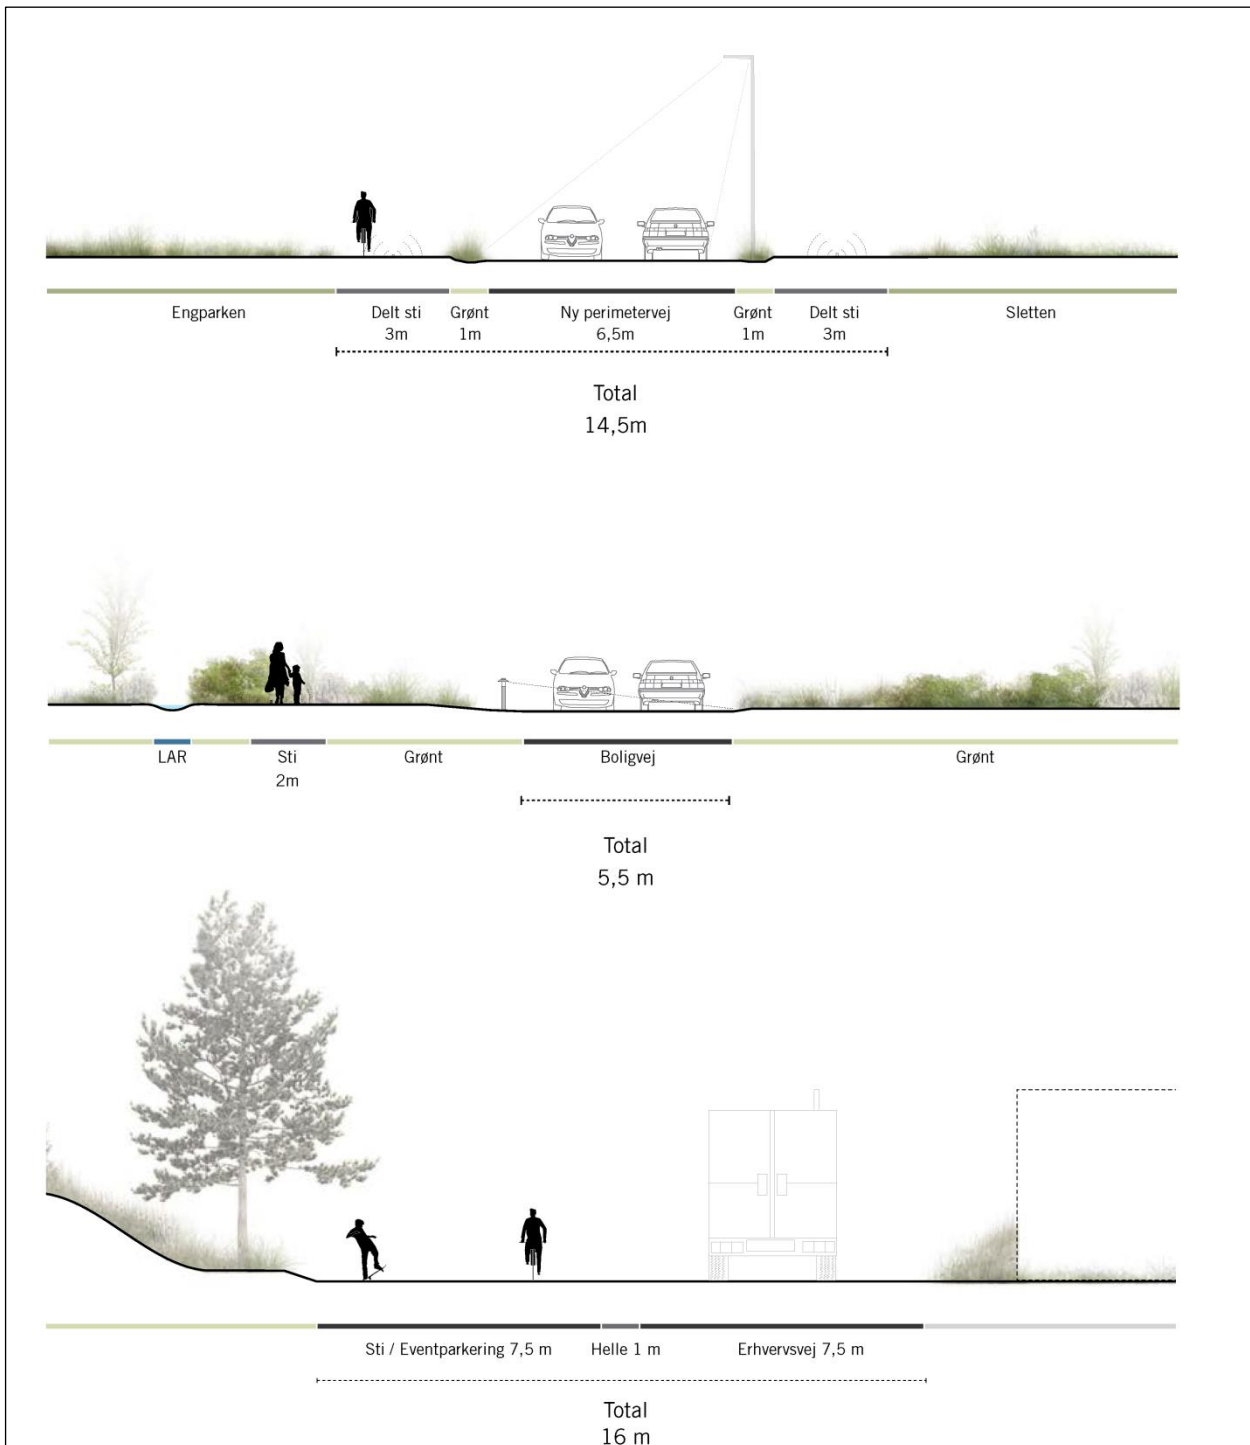 Engparken Delt sti Grønt Ny perimetervej Grønt Delt sti Sletten
3m 1m 6,5m 1m 3m
Total
14,5m
LAR Sti Grønt Boligvej Grønt
2m
Total
5,5 m
Sti / Eventparkering 7,5 m Helle 1 m Erhvervsvej 7,5 m
Total
16 m